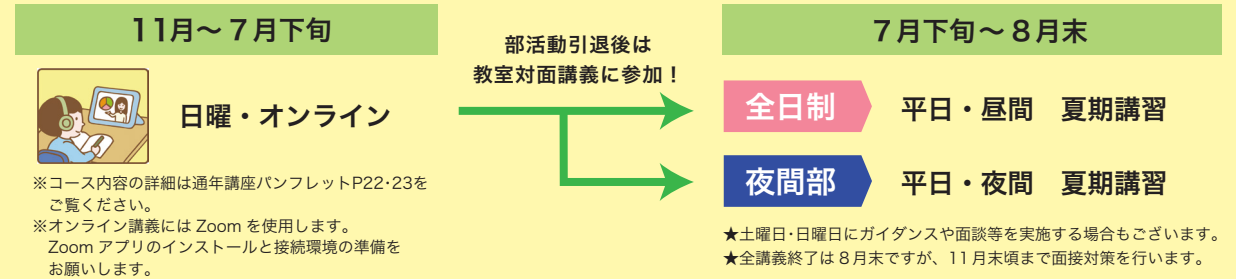 11月～7月下旬
日曜・オンライン
※コース内容の詳細は通年講座パンフレットP22･23を
ご覧ください。
※オンライン講義には Zoom を使用します。
Zoom アプリのインストールと接続環境の準備を
お願いします。
部活動引退後は
教室対面講義に参加！
7月下旬～8月末
全日制 平日・昼間 夏期講習
夜間部 平日・夜間 夏期講習
★土曜日･日曜日にガイダンスや面談等を実施する場合もございます。
★全講義終了は8月末ですが、11月末頃まで面接対策を行います。